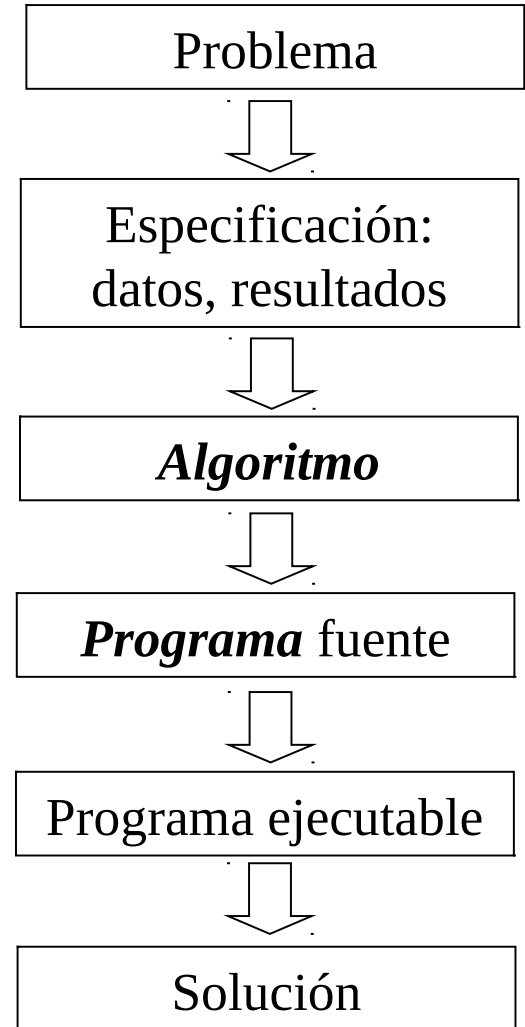 Problema
Especificación:
datos, resultados
Algoritmo
Programa fuente
Programa ejecutable
Solución